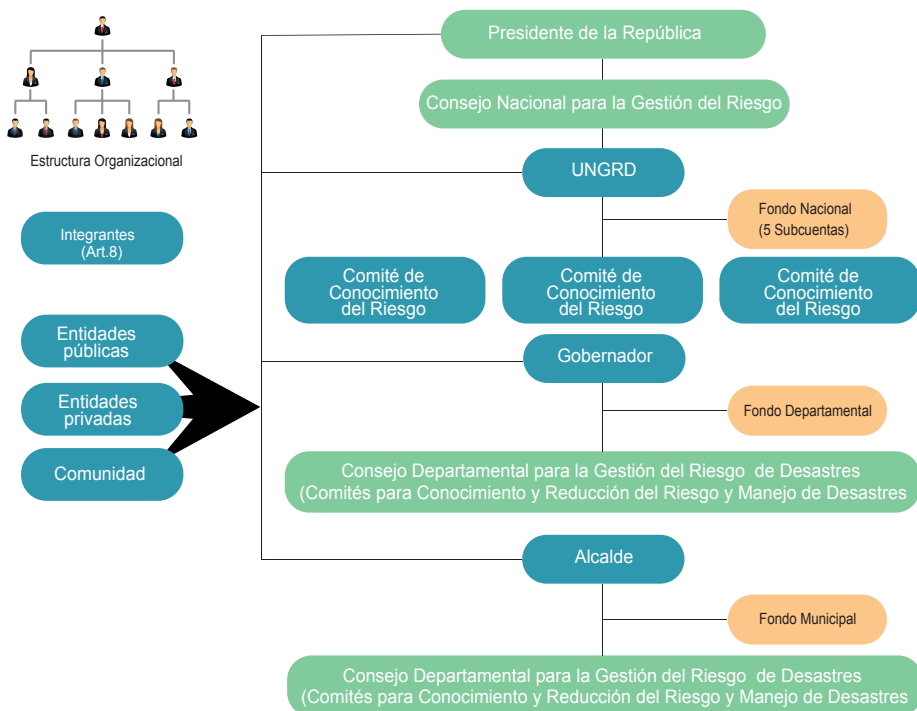 Estructura Organizacional
Integrantes
(Art.8)
Entidades
públicas
Entidades
privadas
Comunidad
Presidente de la República
Consejo Nacional para la Gestión del Riesgo
UNGRD
Fondo Nacional
(5 Subcuentas)
Comité de
Conocimiento
del Riesgo
Comité de
Conocimiento
del Riesgo
Comité de
Conocimiento
del Riesgo
Gobernador
Fondo Departamental
Consejo Departamental para la Gestión del Riesgo de Desastres
(Comités para Conocimiento y Reducción del Riesgo y Manejo de Desastres
Alcalde
Fondo Municipal
Consejo Departamental para la Gestión del Riesgo de Desastres
(Comités para Conocimiento y Reducción del Riesgo y Manejo de Desastres